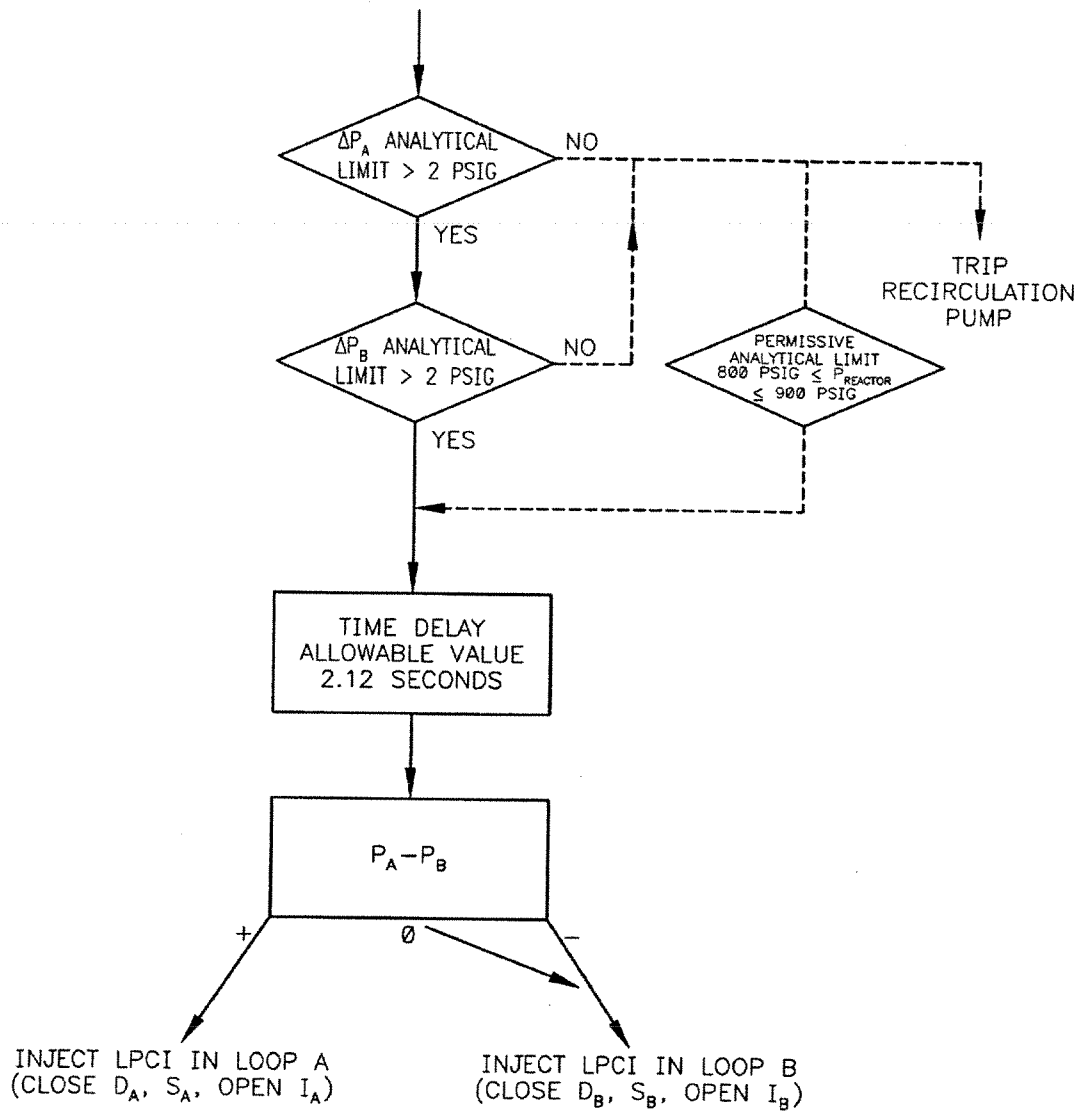 ΔP_A ANALYTICAL
LIMIT > 2 PSIG
NO
YES
TRIP
RECIRCULATION
PUMP
ΔP_B ANALYTICAL
LIMIT > 2 PSIG
NO
PERMISSIVE
ANALYTICAL LIMIT
800 PSIG ≤ P_REACTOR
≤ 900 PSIG
YES
TIME DELAY
ALLOWABLE VALUE
2.12 SECONDS
P_A–P_B
+
0
–
INJECT LPCI IN LOOP A
(CLOSE D_A, S_A, OPEN I_A)
INJECT LPCI IN LOOP B
(CLOSE D_B, S_B, OPEN I_B)